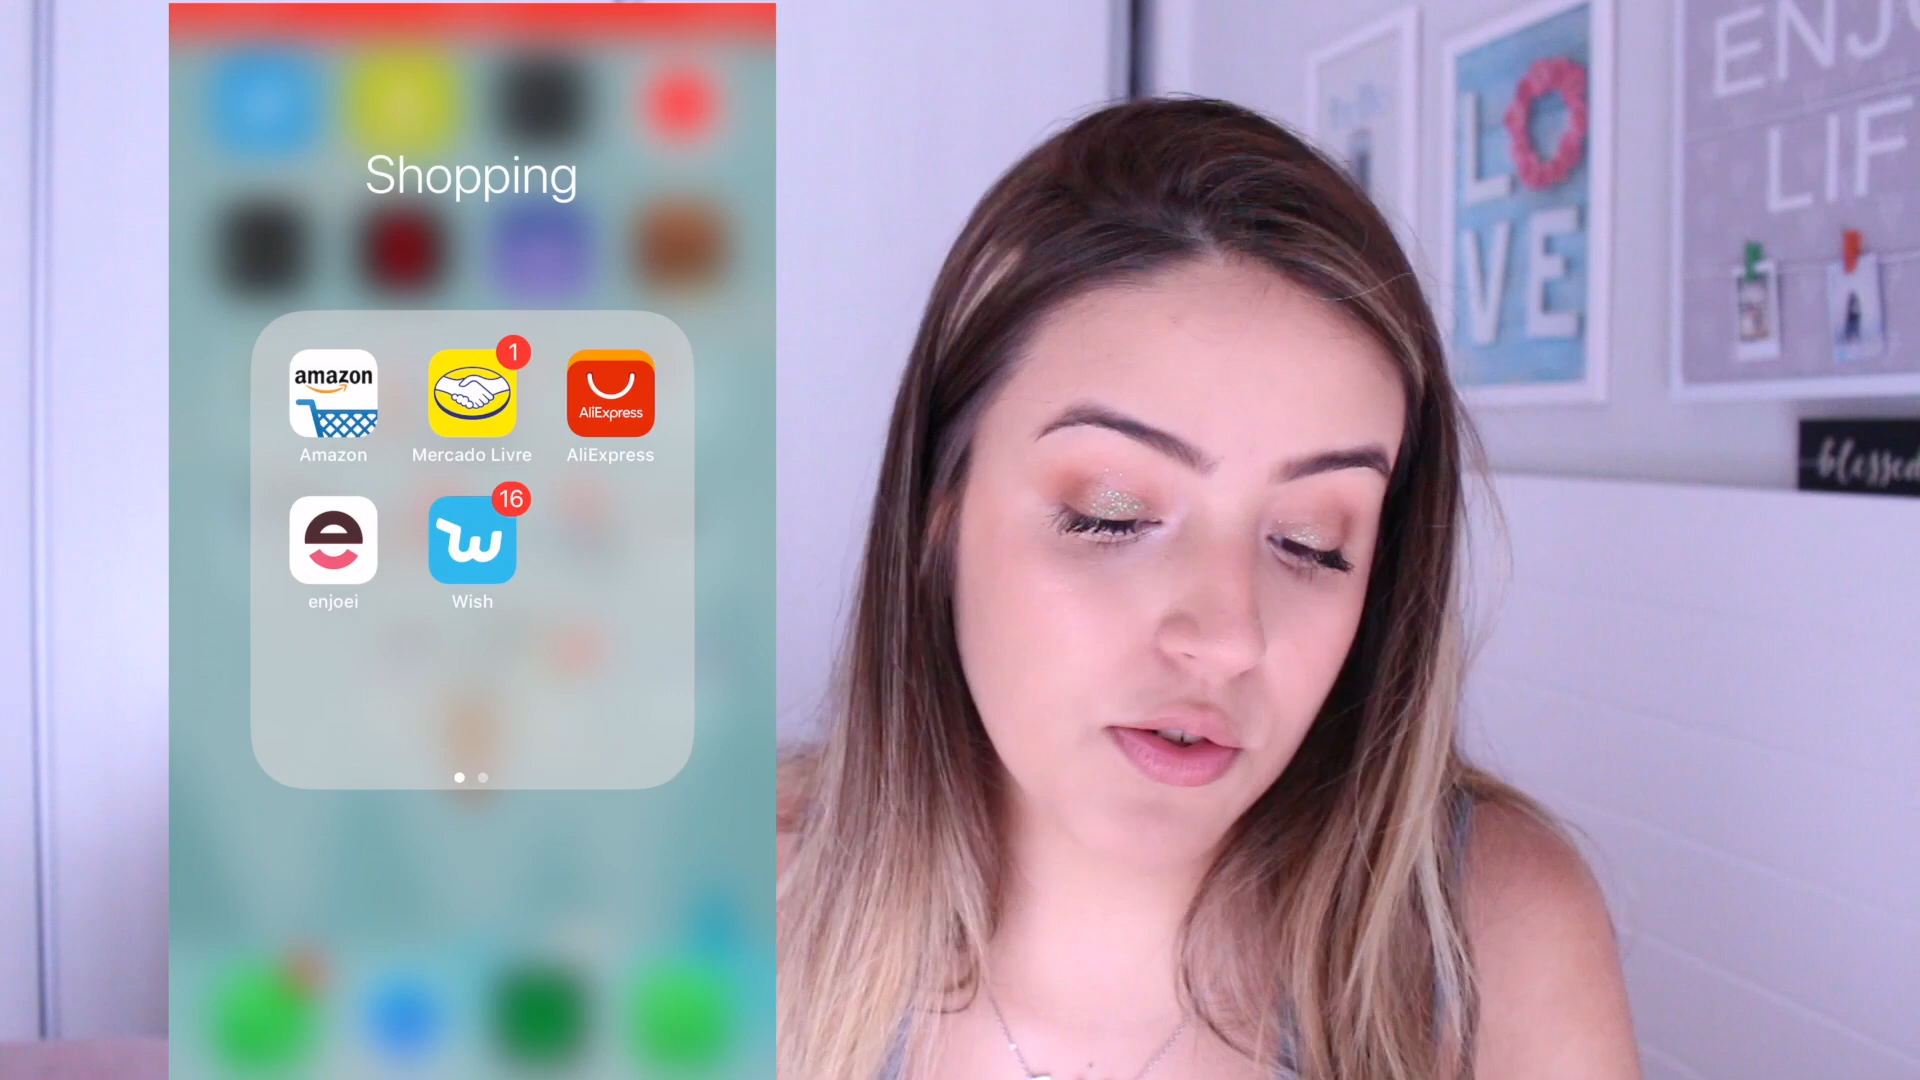 Shopping
amazon
1
AliExpress
Amazon
Mercado Livre
AliExpress
e
16
w
enjoei
Wish
LOVE
ENJ
LIF
blessed